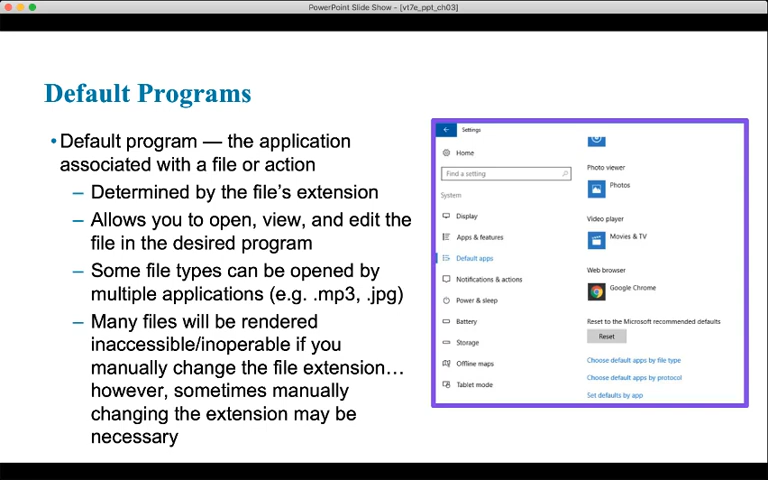 PowerPoint Slide Show - [vt7e_ppt_ch03]
Default Programs
• Default program — the application
associated with a file or action
– Determined by the file's extension
– Allows you to open, view, and edit the
file in the desired program
– Some file types can be opened by
multiple applications (e.g. .mp3, .jpg)
– Many files will be rendered
inaccessible/inoperable if you
manually change the file extension…
however, sometimes manually
changing the extension may be
necessary
Settings
Home
Find a setting
System
Display
Apps & features
Default apps
Notifications & actions
Power & sleep
Battery
Storage
Offline maps
Tablet mode
Photo viewer
Photos
Video player
Movies & TV
Web browser
Google Chrome
Reset to the Microsoft recommended defaults
Reset
Choose default apps by file type
Choose default apps by protocol
Set defaults by app